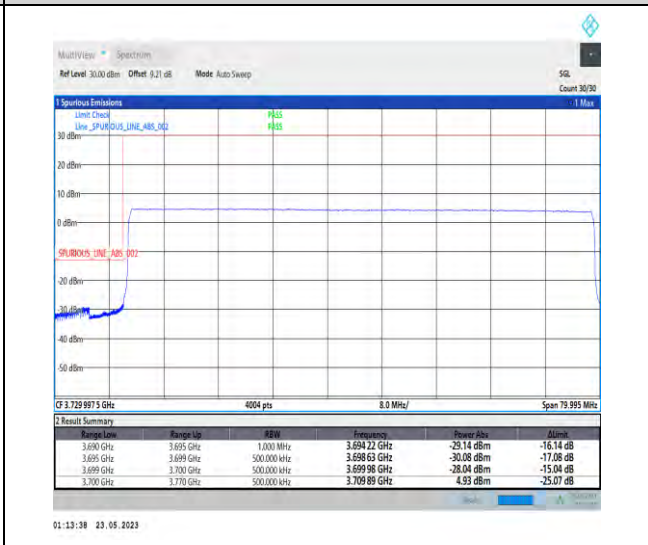 MultiView Spectrum
Ref Level 30.00 dBm Offset 9.21 dB Mode Auto Sweep SGL
Count 30/30
1 Spurious Emissions 1 Max
Limit Check PASS
Line _SPURIOUS_LINE_ABS_002 PASS
30 dBm
20 dBm
10 dBm
0 dBm
SPURIOUS_LINE_ABS_002
-20 dBm
-30 dBm
-40 dBm
-50 dBm
CF 3.729 997 5 GHz 4004 pts 8.0 MHz/ Span 79.995 MHz
2 Result Summary
Range Low Range Up RBW Frequency Power Abs ΔLimit
3.690 GHz 3.695 GHz 1.000 MHz 3.694 22 GHz -29.14 dBm -16.14 dB
3.695 GHz 3.699 GHz 500.000 kHz 3.698 63 GHz -30.08 dBm -17.08 dB
3.699 GHz 3.700 GHz 500.000 kHz 3.699 98 GHz -28.04 dBm -15.04 dB
3.700 GHz 3.770 GHz 500.000 kHz 3.709 89 GHz 4.93 dBm -25.07 dB
01:13:38 23.05.2023